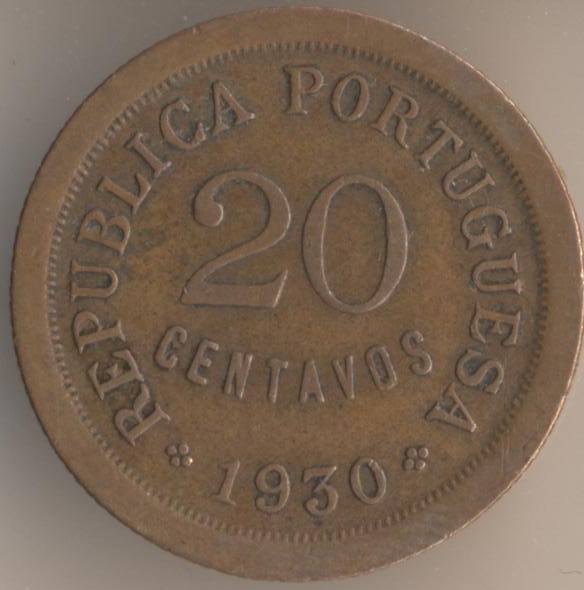 REPUBLICA PORTUGUESA
20
CENTAVOS
1930